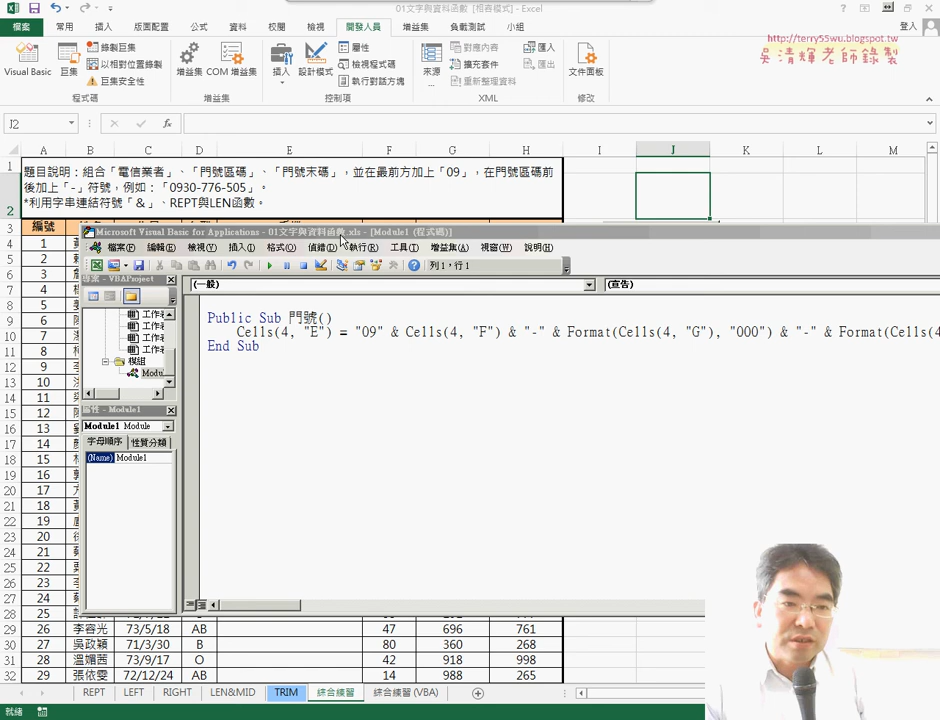 01文字與資料函數 [相容模式] - Excel
檔案 常用 插入 版面配置 公式 資料 校閱 檢視 開發人員 增益集 負載測試 小組 登入
http://terry55wu.blogspot.tw
吳清輝老師錄製
錄製巨集 屬性 對應內容 匯入
以相對位置錄製 檢視程式碼 擴充套件 匯出
巨集安全性 執行對話方塊 重新整理資料
Visual Basic 巨集 增益集 COM 增益集 插入 設計模式 來源 文件面板
程式碼 增益集 控制項 XML 修改
J2
A B C D E F G H I J K L M
題目說明：組合「電信業者」、「門號區碼」、「門號末碼」，並在最前方加上「09」，在門號區碼前
後加上「-」符號，例如：「0930-776-505」。
*利用字串連結符號「&」、REPT與LEN函數。
編號
Microsoft Visual Basic for Applications - 01文字與資料函數.xls - [Module1 (程式碼)]
檔案(F) 編輯(E) 檢視(V) 插入(I) 格式(O) 偵錯(D) 執行(R) 工具(T) 增益集(A) 視窗(W) 說明(H)
列 1，行 1
專案 - VBAProject
(一般) (宣告)
工作表
工作表
工作表
工作表
模組
Modu
Public Sub 門號()
Cells(4, "E") = "09" & Cells(4, "F") & "-" & Format(Cells(4, "G"), "000") & "-" & Format(Cells(4
End Sub
屬性 - Module1
Module1 Module
字母順序 性質分類
(Name) Module1
26 李容光 73/5/18 AB 47 696 761
27 吳政穎 71/3/30 B 80 360 268
28 溫媚茜 73/9/17 O 42 918 998
29 張依雯 72/12/24 AB 14 988 265
REPT LEFT RIGHT LEN&MID TRIM 綜合練習 綜合練習 (VBA)
就緒